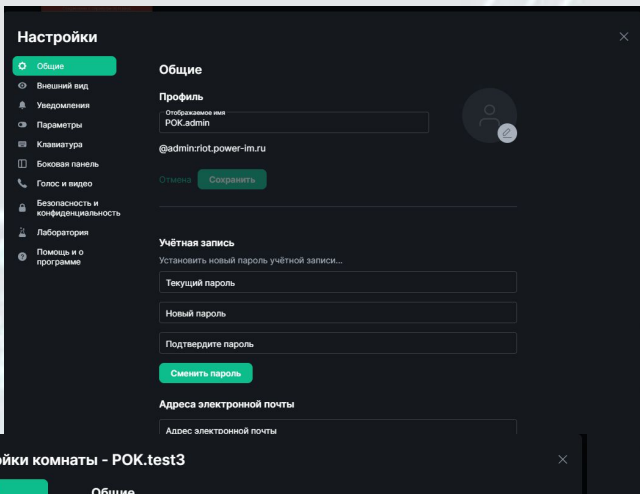 Настройки
Общие
Внешний вид
Уведомления
Параметры
Клавиатура
Боковая панель
Голос и видео
Безопасность и
конфиденциальность
Лаборатория
Помощь и о
программе
Общие
Профиль
Отображаемое имя
POK.admin
@admin:riot.power-im.ru
Отмена Сохранить
Учётная запись
Установить новый пароль учётной записи...
Текущий пароль
Новый пароль
Подтвердите пароль
Сменить пароль
Адреса электронной почты
Адрес электронной почты
йки комнаты - POK.test3
Общие